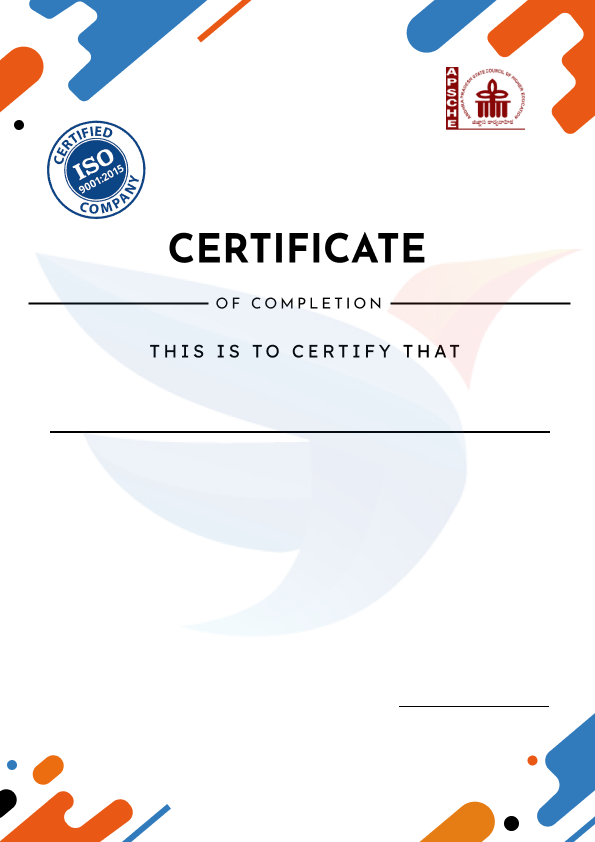 APSCHE
ANDHRA PRADESH STATE COUNCIL OF HIGHER EDUCATION
CERTIFIED
ISO
9001:2015
COMPANY
CERTIFICATE
OF COMPLETION
THIS IS TO CERTIFY THAT